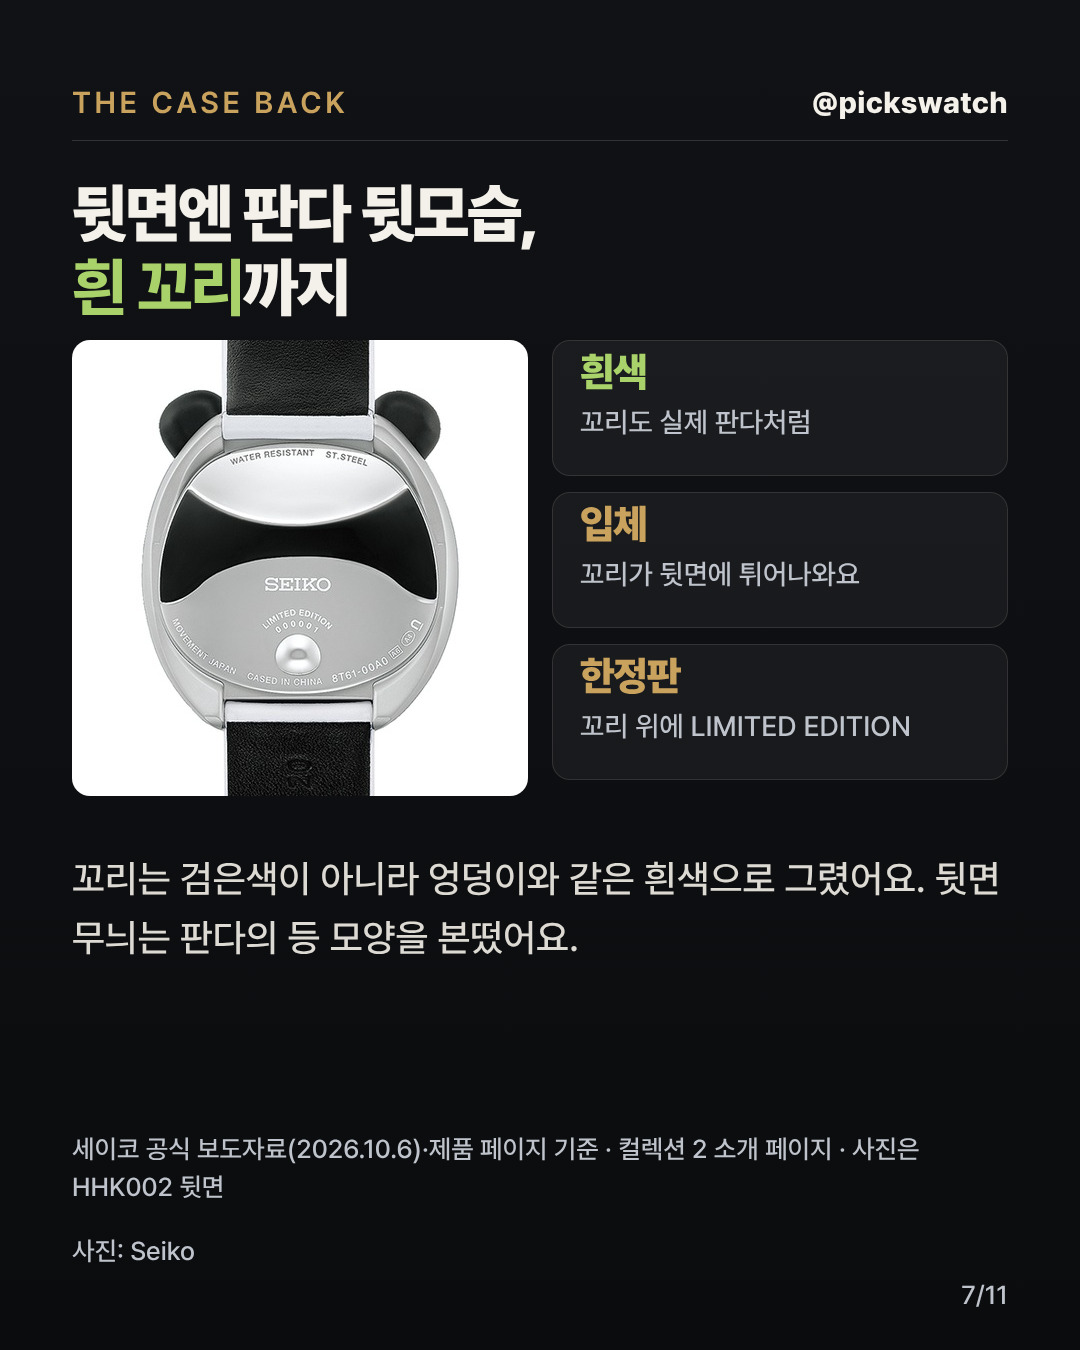 THE CASE BACK
@pickswatch
뒷면엔 판다 뒷모습,
흰 꼬리까지
WATER RESISTANT ST.STEEL
SEIKO
LIMITED EDITION
000001
MOVEMENT JAPAN CASED IN CHINA 8T61-00A0
20
흰색
꼬리도 실제 판다처럼
입체
꼬리가 뒷면에 튀어나와요
한정판
꼬리 위에 LIMITED EDITION
꼬리는 검은색이 아니라 엉덩이와 같은 흰색으로 그렸어요. 뒷면
무늬는 판다의 등 모양을 본떴어요.
세이코 공식 보도자료(2026.10.6)·제품 페이지 기준 · 컬렉션 2 소개 페이지 · 사진은
HHK002 뒷면
사진: Seiko
7/11